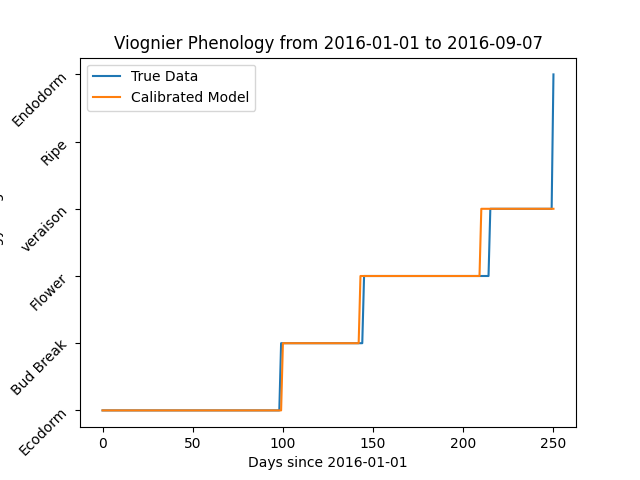 Viognier Phenology from 2016-01-01 to 2016-09-07
True Data
Calibrated Model
Endodorm
Ripe
veraison
Flower
Bud Break
Ecodorm
0 50 100 150 200 250
Days since 2016-01-01